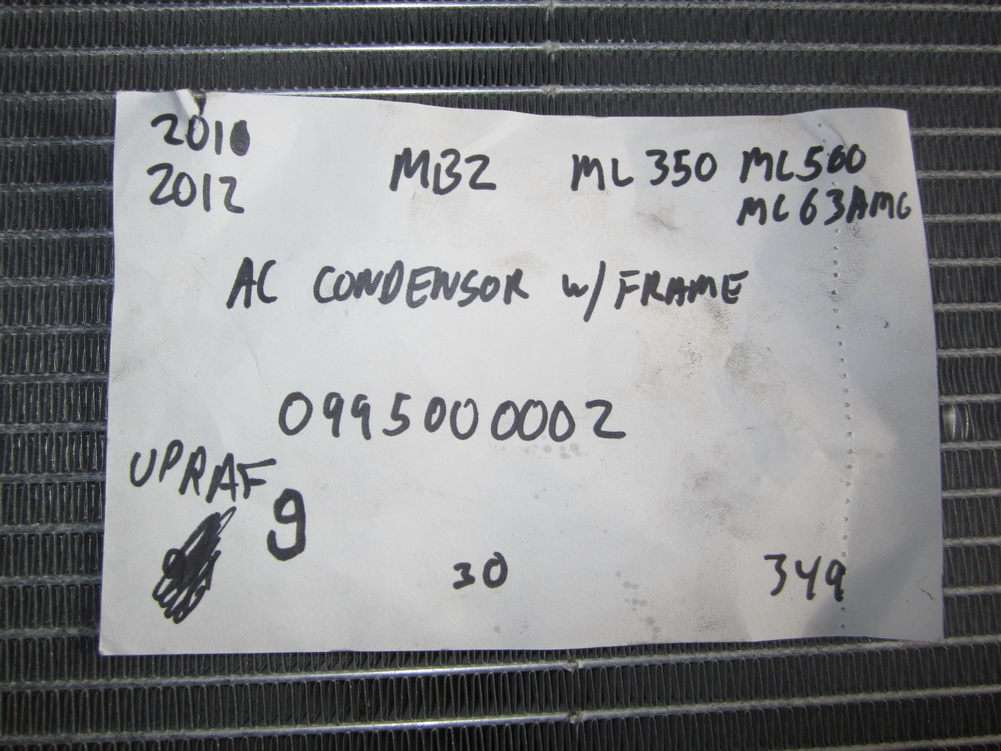 2010
2012
MBZ ML350 ML500
ML63AMG
AC CONDENSOR w/FRAME
0995000002
UPRAF
9
30 349